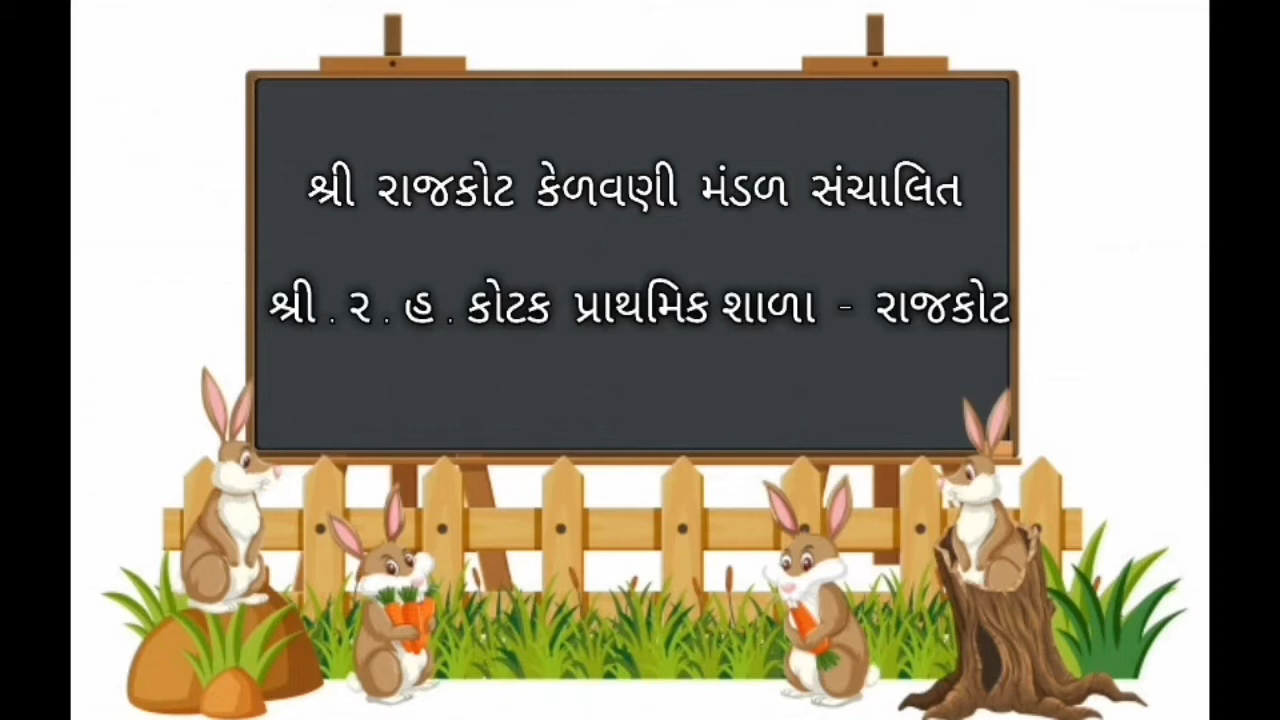 શ્રી રાજકોટ કેળવણી મંડળ સંચાલિત
શ્રી . ર . હ . કોટક પ્રાથમિક શાળા - રાજકોટ